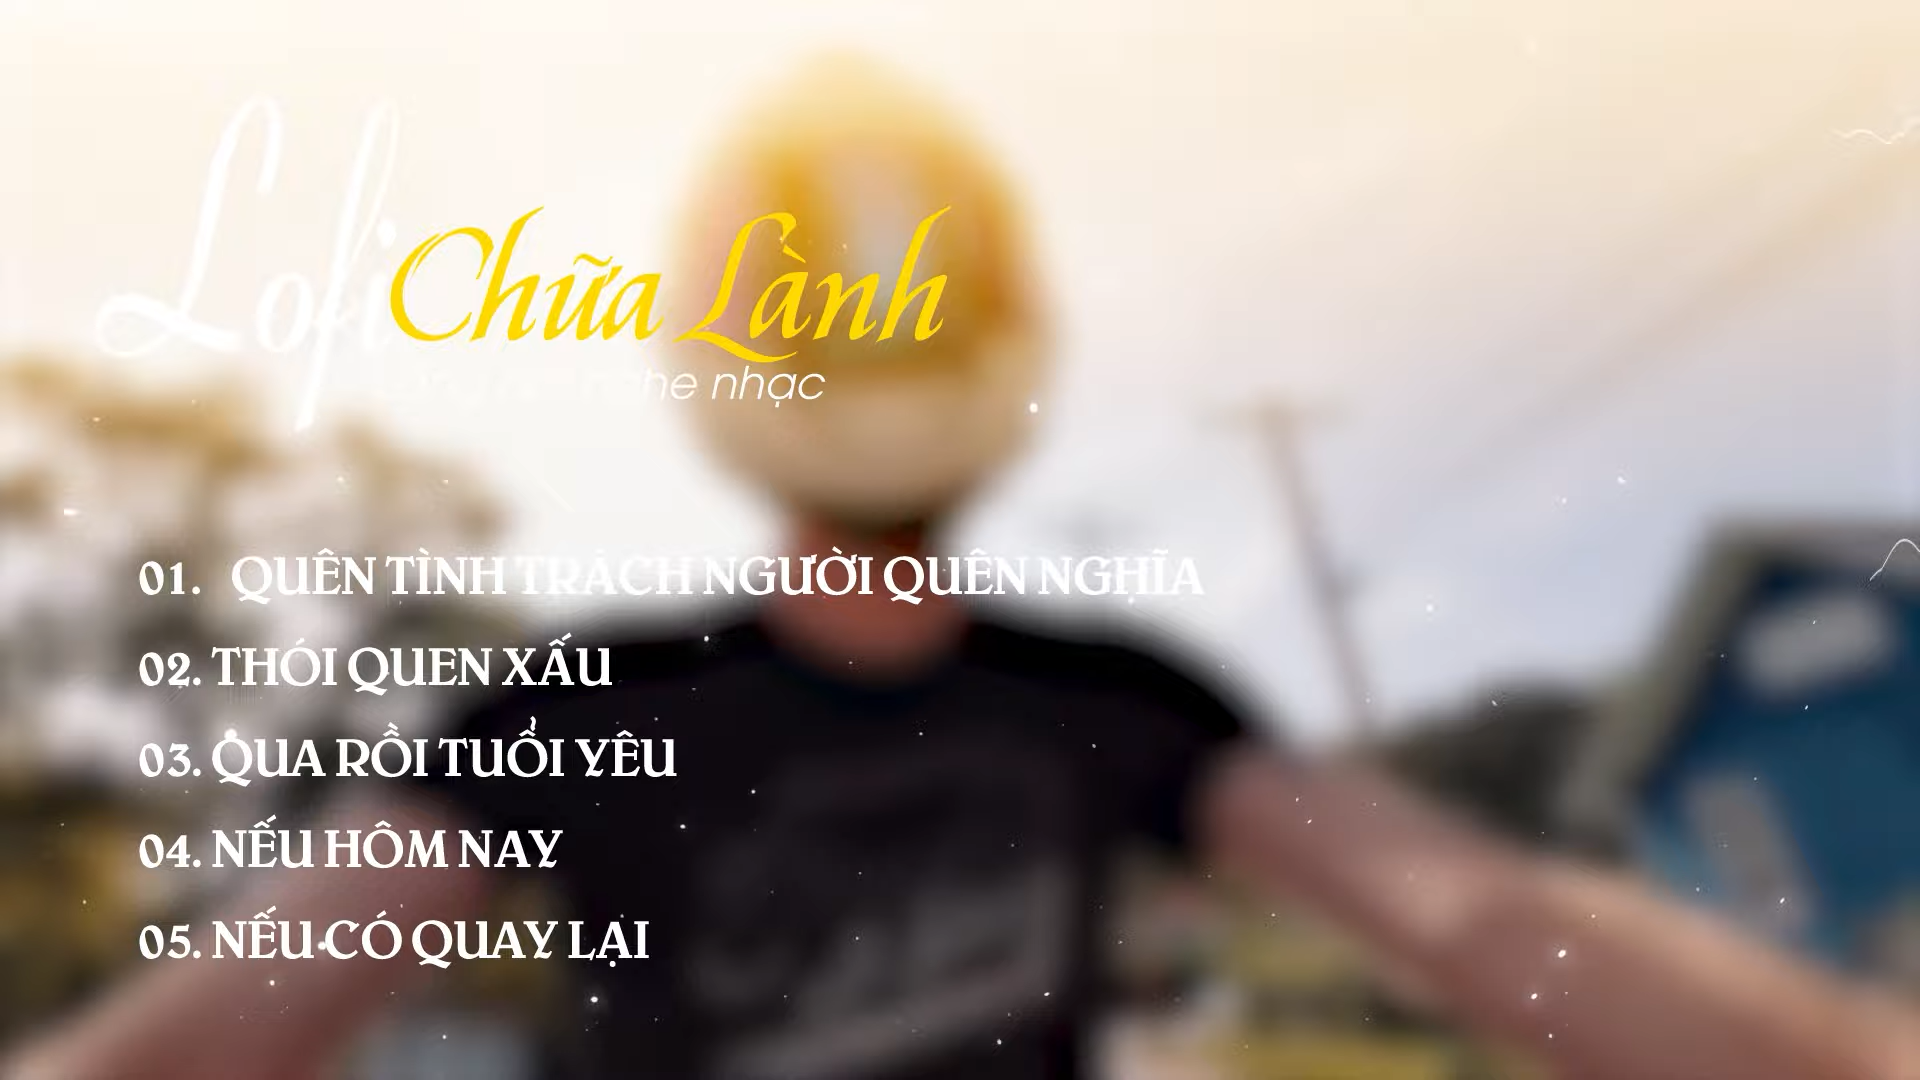 Lofi Chữa Lành
nghe nhạc
01. QUÊN TÌNH TRÁCH NGƯỜI QUÊN NGHĨA
02. THÓI QUEN XẤU
03. QUA RỒI TUỔI YÊU
04. NẾU HÔM NAY
05. NẾU CÓ QUAY LẠI